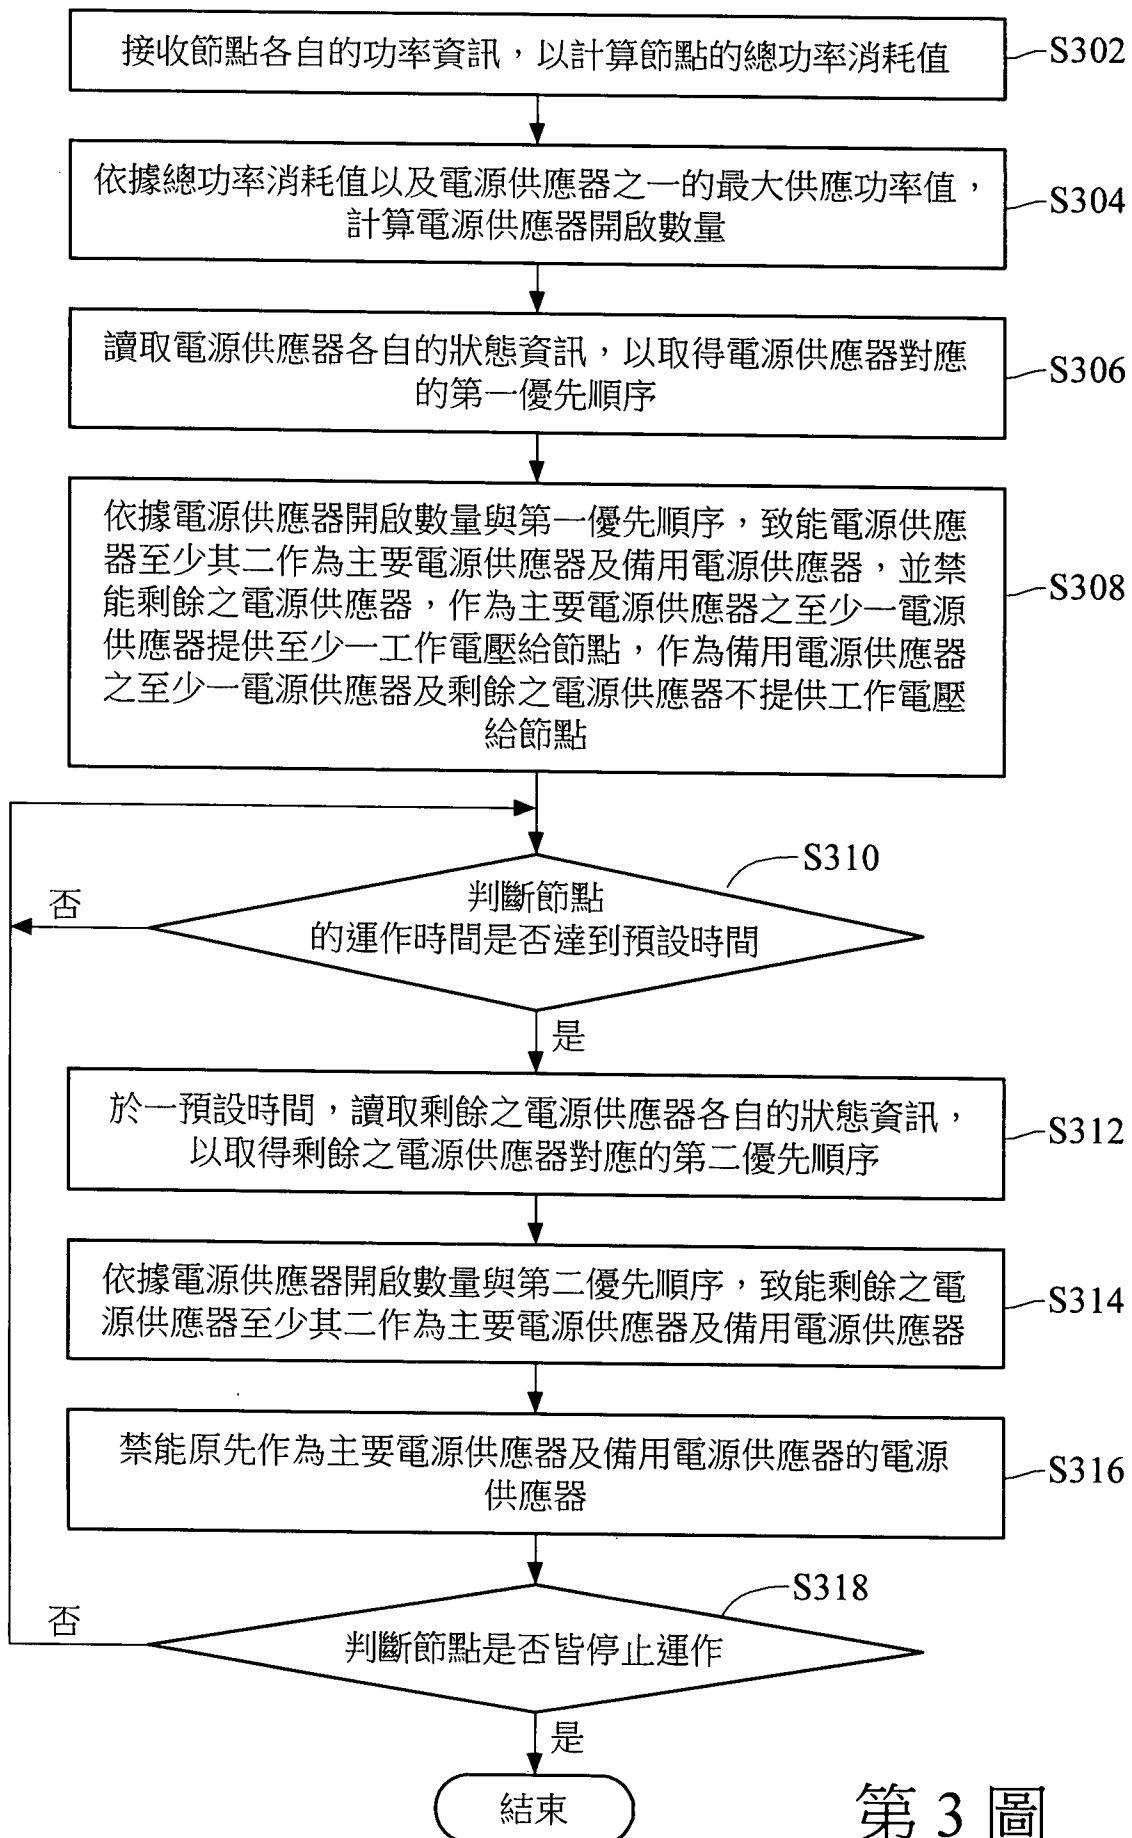 接收節點各自的功率資訊，以計算節點的總功率消耗值
S302
依據總功率消耗值以及電源供應器之一的最大供應功率值，
計算電源供應器開啟數量
S304
讀取電源供應器各自的狀態資訊，以取得電源供應器對應
的第一優先順序
S306
依據電源供應器開啟數量與第一優先順序，致能電源供應
器至少其二作為主要電源供應器及備用電源供應器，並禁
能剩餘之電源供應器，作為主要電源供應器之至少一電源
供應器提供至少一工作電壓給節點，作為備用電源供應器
之至少一電源供應器及剩餘之電源供應器不提供工作電壓
給節點
S308
S310
判斷節點
的運作時間是否達到預設時間
否
是
於一預設時間，讀取剩餘之電源供應器各自的狀態資訊，
以取得剩餘之電源供應器對應的第二優先順序
S312
依據電源供應器開啟數量與第二優先順序，致能剩餘之電
源供應器至少其二作為主要電源供應器及備用電源供應器
S314
禁能原先作為主要電源供應器及備用電源供應器的電源
供應器
S316
S318
判斷節點是否皆停止運作
否
是
結束
第 3 圖